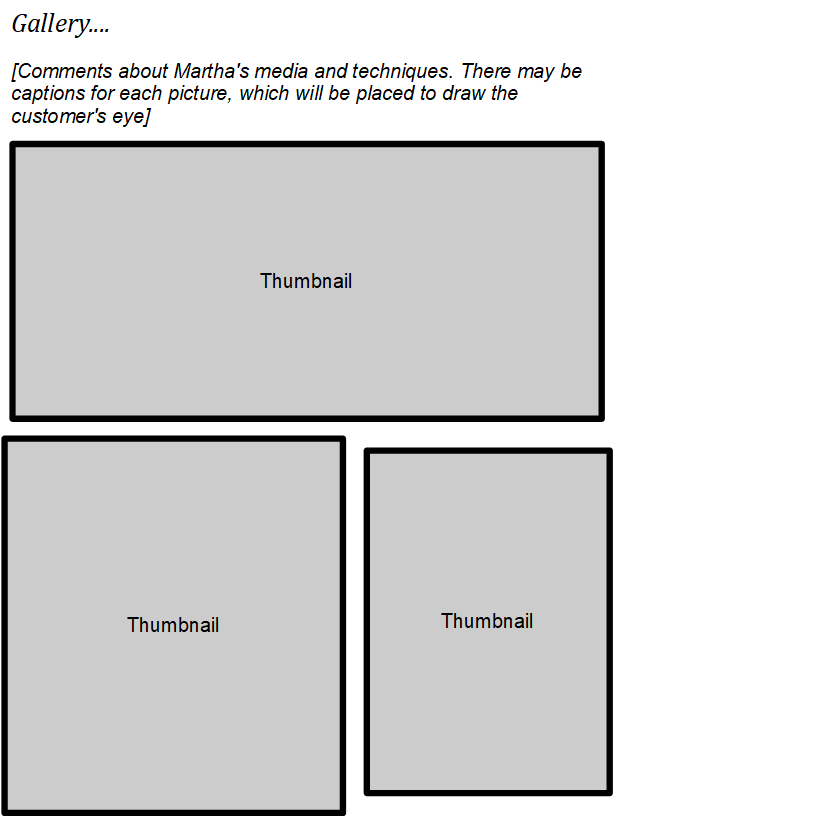 Gallery....
[Comments about Martha's media and techniques. There may be
captions for each picture, which will be placed to draw the
customer's eye]
Thumbnail
Thumbnail
Thumbnail